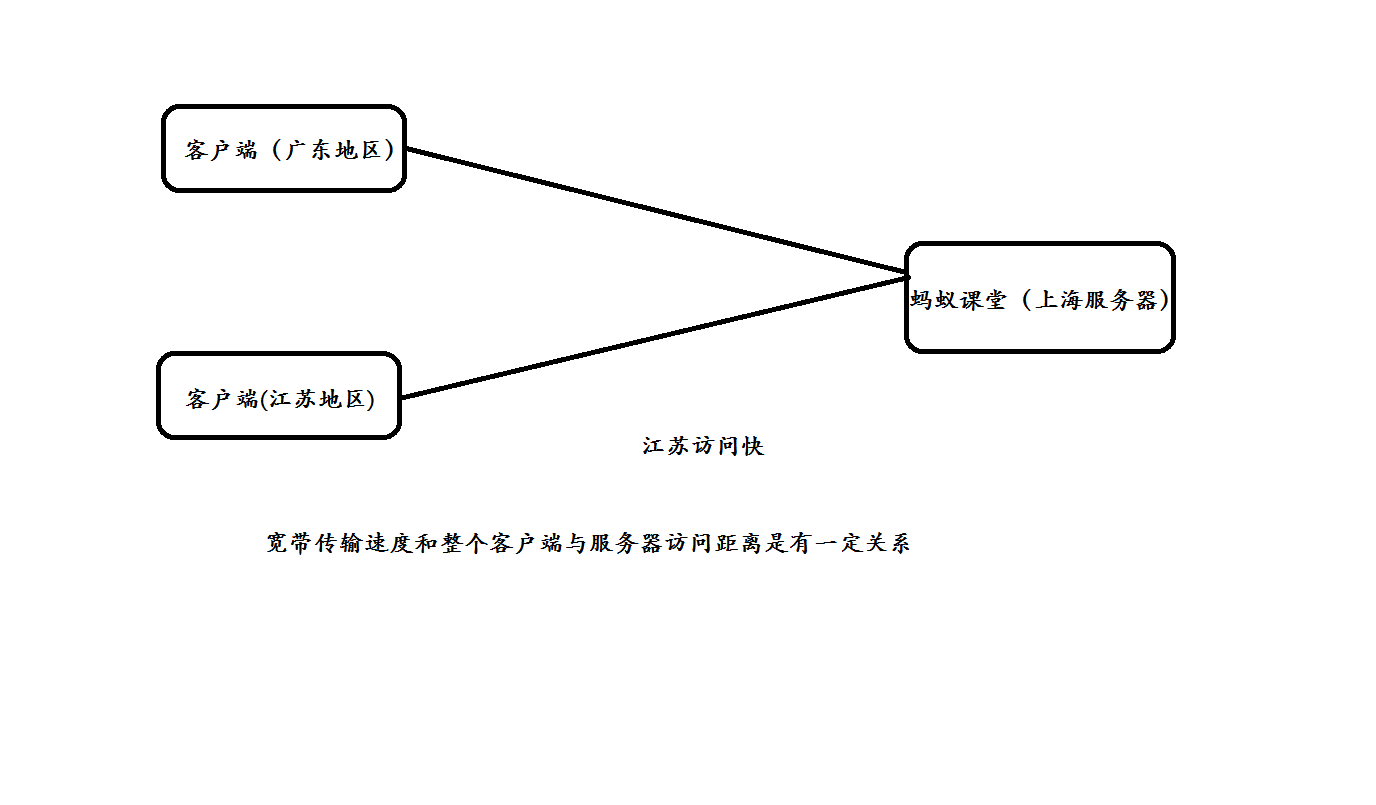 客户端（广东地区）
蚂蚁课堂（上海服务器）
客户端(江苏地区)
江苏访问快
宽带传输速度和整个客户端与服务器访问距离是有一定关系